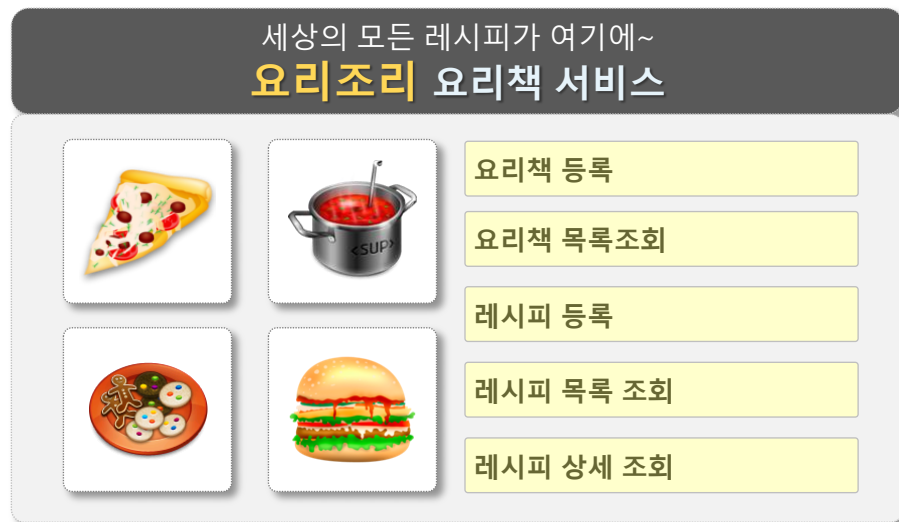 세상의 모든 레시피가 여기에~
요리조리 요리책 서비스
<SUP>
요리책 등록
요리책 목록조회
레시피 등록
레시피 목록 조회
레시피 상세 조회